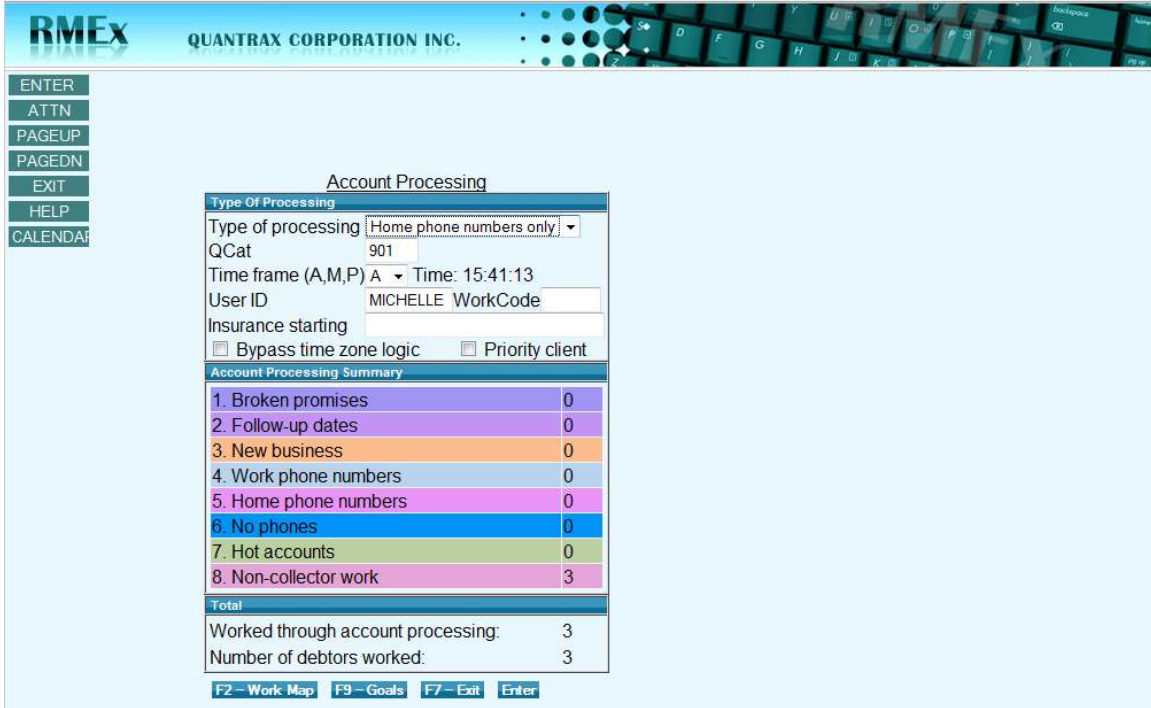 RMEx QUANTRAX CORPORATION INC.
ENTER
ATTN
PAGEUP
PAGEDN
EXIT
HELP
CALENDAR
Account Processing
Type Of Processing
Type of processing Home phone numbers only
QCat 901
Time frame (A,M,P) A Time: 15:41:13
User ID MICHELLE WorkCode
Insurance starting
Bypass time zone logic Priority client
Account Processing Summary
1. Broken promises 0
2. Follow-up dates 0
3. New business 0
4. Work phone numbers 0
5. Home phone numbers 0
6. No phones 0
7. Hot accounts 0
8. Non-collector work 3
Total
Worked through account processing: 3
Number of debtors worked: 3
F2 – Work Map F9 – Goals F7 – Exit Enter